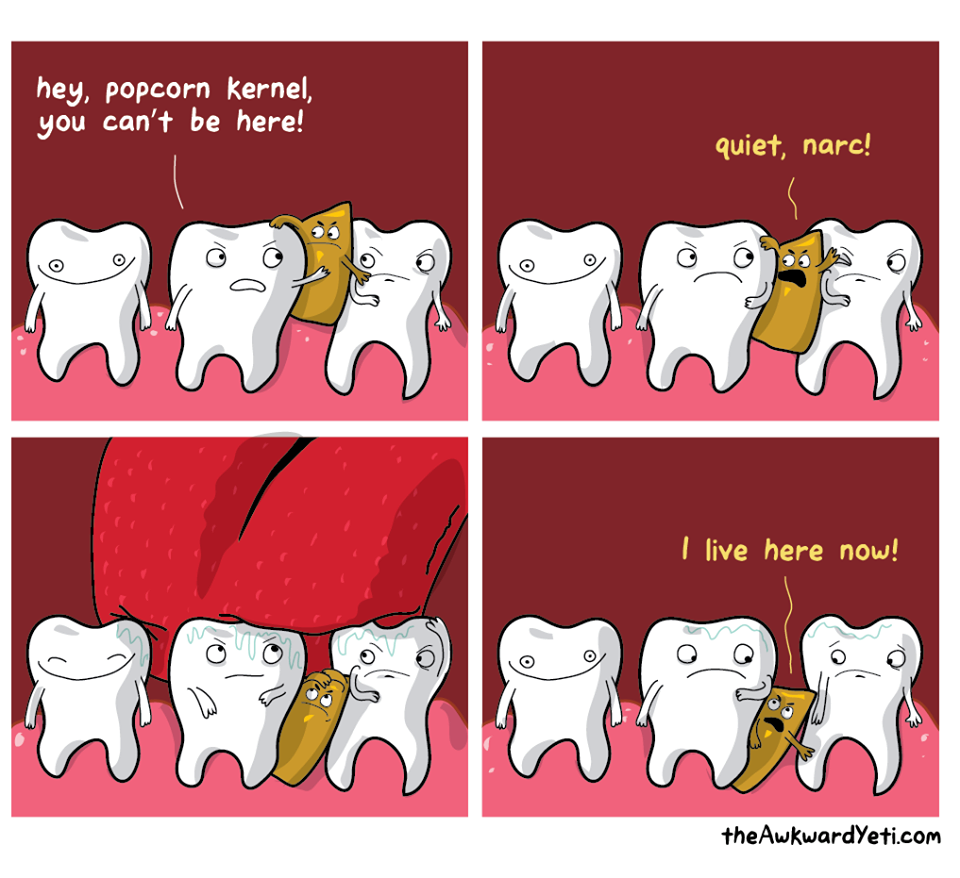 hey, popcorn kernel,
you can't be here!
quiet, narc!
I live here now!
theAwkwardYeti.com